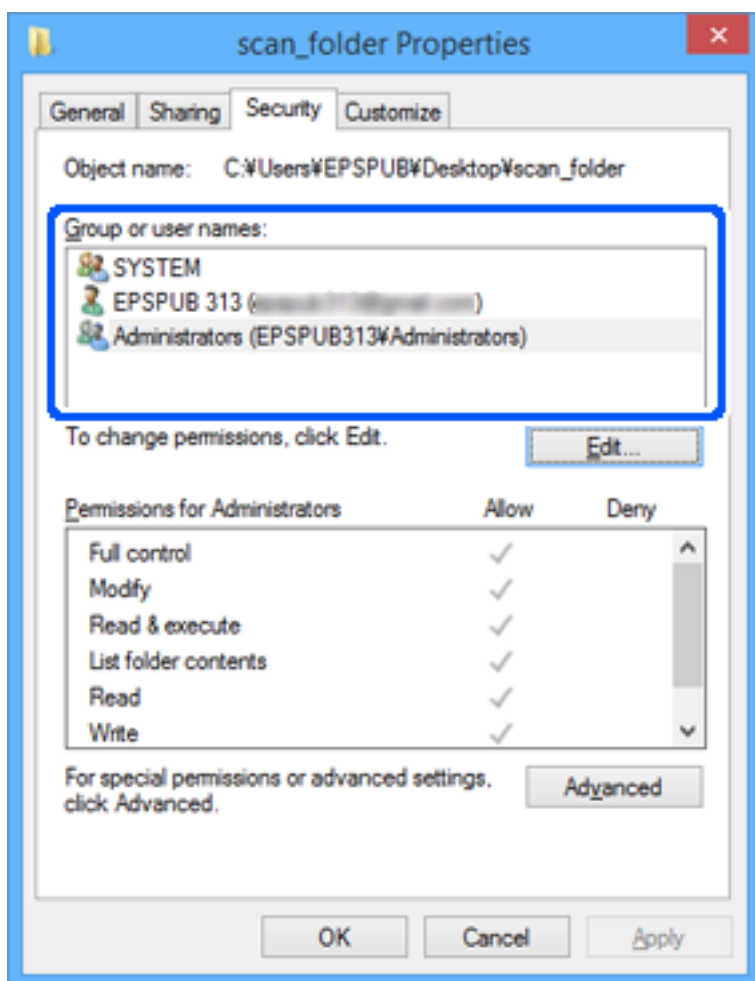 scan_folder Properties
General Sharing Security Customize
Object name: C:¥Users¥EPSPUB¥Desktop¥scan_folder
Group or user names:
SYSTEM
EPSPUB 313 ( )
Administrators (EPSPUB313¥Administrators)
To change permissions, click Edit.
Edit...
Permissions for Administrators Allow Deny
Full control
Modify
Read & execute
List folder contents
Read
Write
For special permissions or advanced settings,
click Advanced.
Advanced
OK Cancel Apply